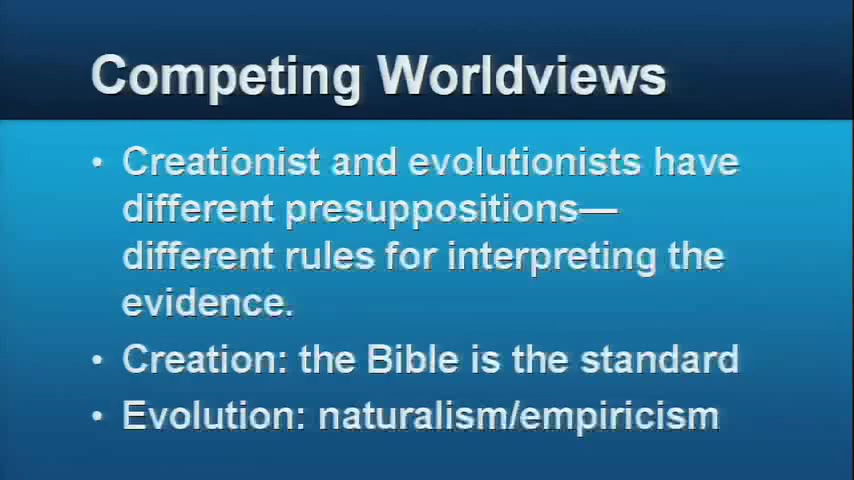 Competing Worldviews
• Creationist and evolutionists have
different presuppositions—
different rules for interpreting the
evidence.
• Creation: the Bible is the standard
• Evolution: naturalism/empiricism